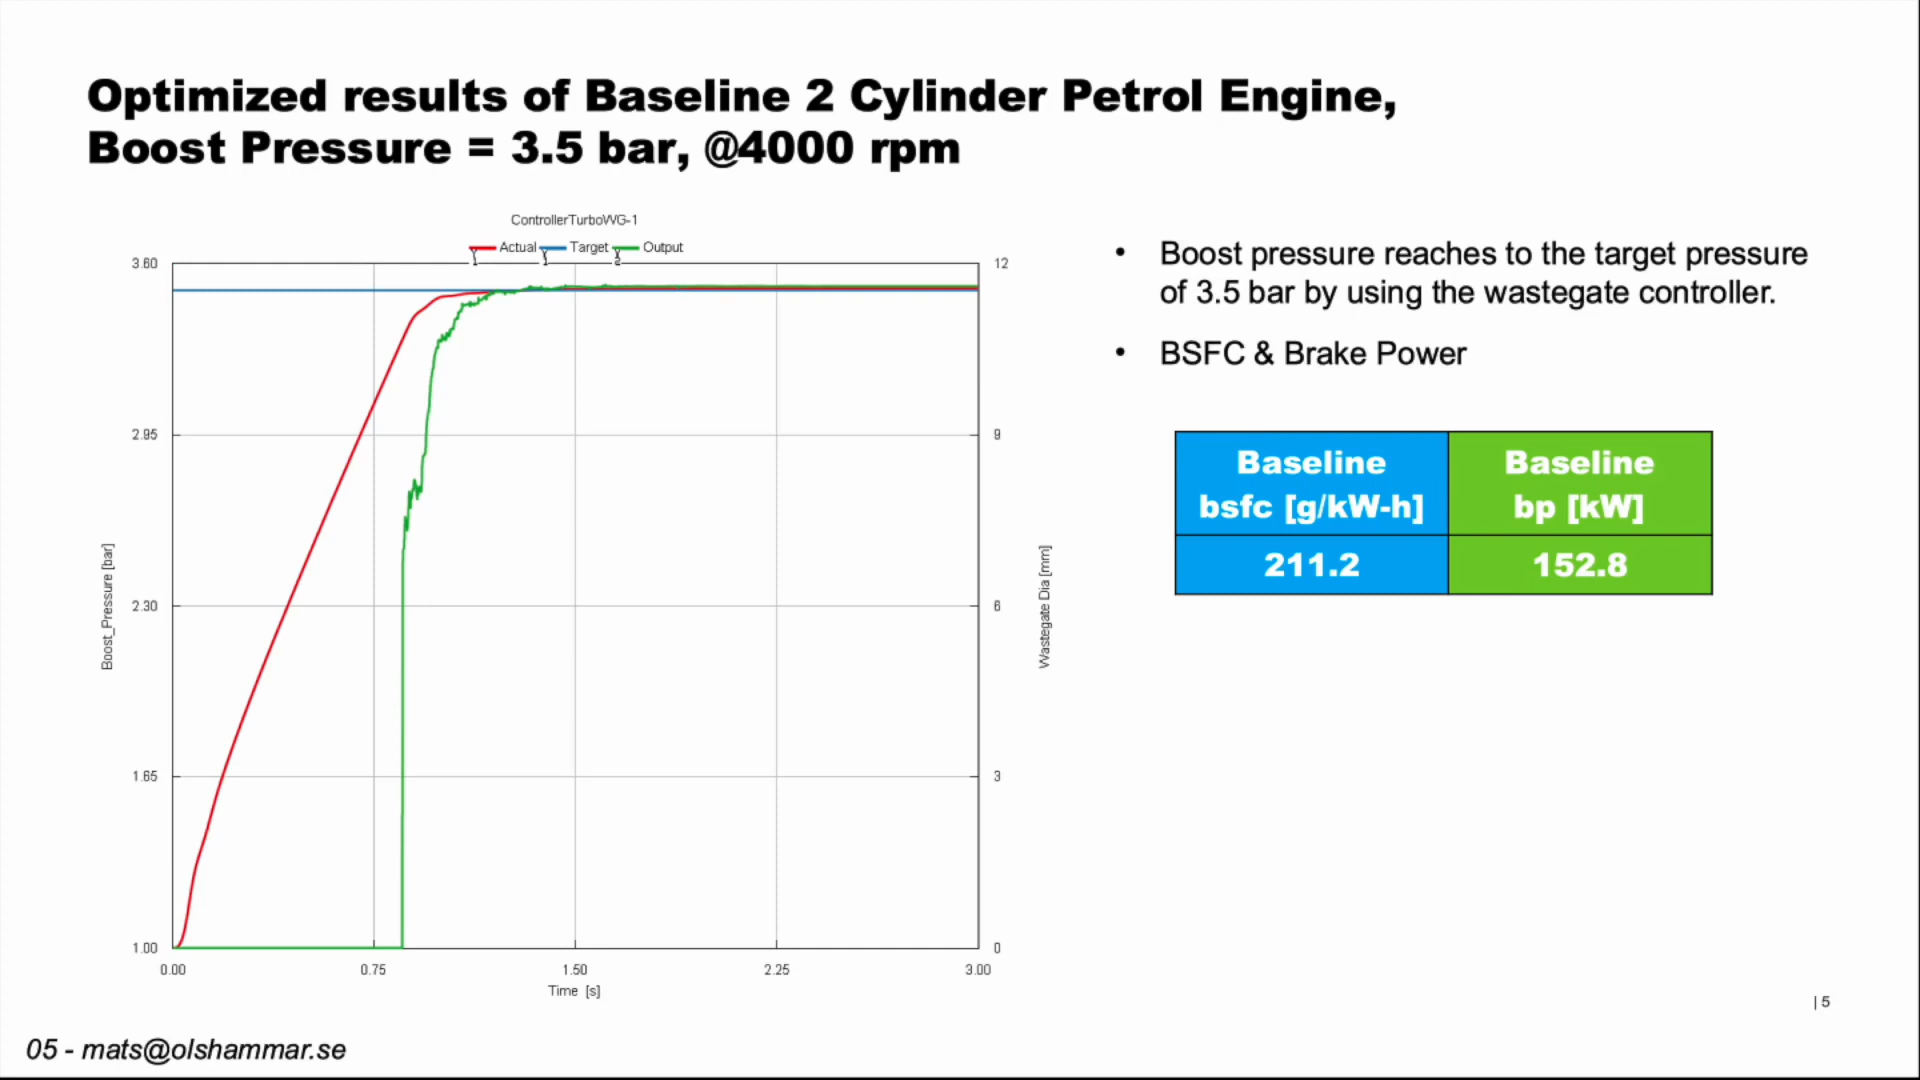 Optimized results of Baseline 2 Cylinder Petrol Engine,
Boost Pressure = 3.5 bar, @4000 rpm
ControllerTurboWG-1
Actual Target Output
1 1 2
3.60
2.95
2.30
1.65
1.00
Boost_Pressure [bar]
12
9
6
3
0
Wastegate Dia [mm]
0.00 0.75 1.50 2.25 3.00
Time [s]
• Boost pressure reaches to the target pressure
of 3.5 bar by using the wastegate controller.
• BSFC & Brake Power
Baseline
bsfc [g/kW-h]
Baseline
bp [kW]
211.2
152.8
| 5
05 - mats@olshammar.se